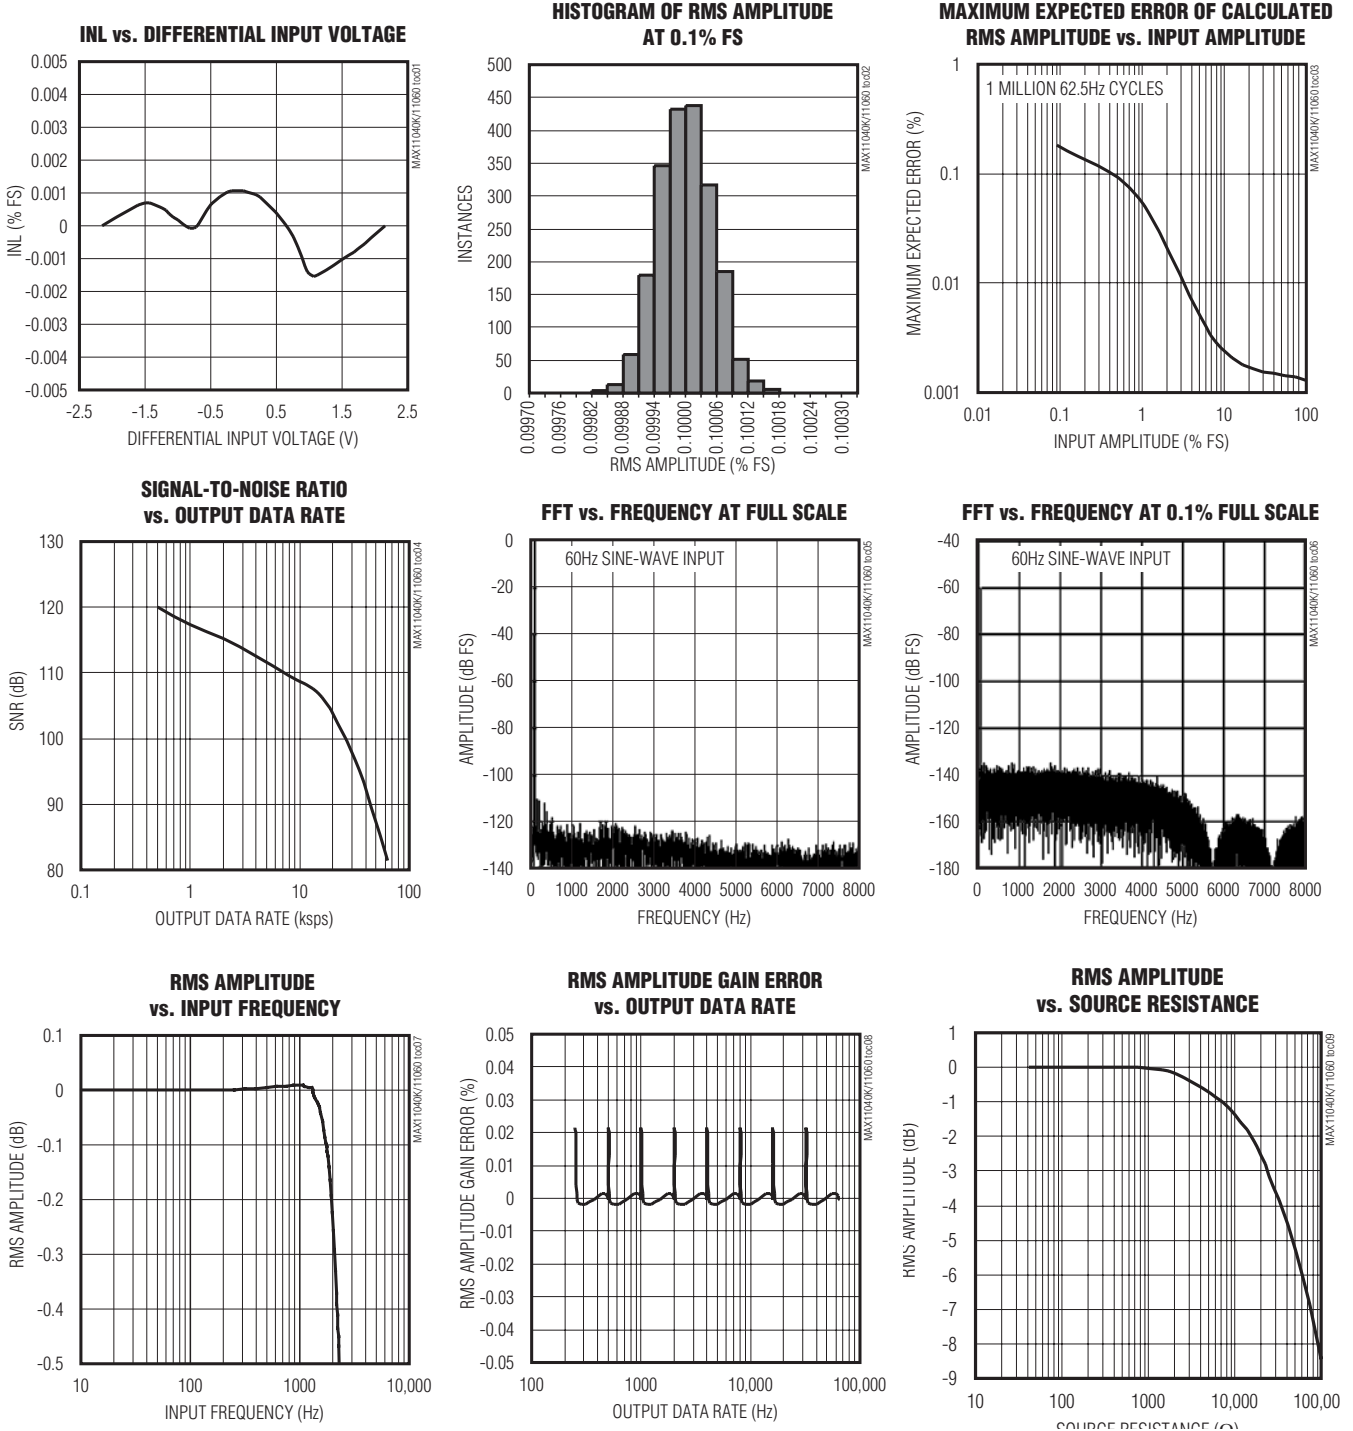 INL vs. DIFFERENTIAL INPUT VOLTAGE
0.005
0.004
0.003
0.002
0.001
0
-0.001
-0.002
-0.003
-0.004
-0.005
INL (% FS)
-2.5 -1.5 -0.5 0.5 1.5 2.5
DIFFERENTIAL INPUT VOLTAGE (V)
MAX11040K/11060 toc01
HISTOGRAM OF RMS AMPLITUDE
AT 0.1% FS
500
450
400
350
300
250
200
150
100
50
0
INSTANCES
0.09970 0.09976 0.09982 0.09988 0.09994 0.10000 0.10006 0.10012 0.10018 0.10024 0.10030
RMS AMPLITUDE (% FS)
MAX11040K/11060 toc02
MAXIMUM EXPECTED ERROR OF CALCULATED
RMS AMPLITUDE vs. INPUT AMPLITUDE
1 MILLION 62.5Hz CYCLES
1
0.1
0.01
0.001
MAXIMUM EXPECTED ERROR (%)
0.01 0.1 1 10 100
INPUT AMPLITUDE (% FS)
MAX11040K/11060 toc03
SIGNAL-TO-NOISE RATIO
vs. OUTPUT DATA RATE
130
120
110
100
90
80
SNR (dB)
0.1 1 10 100
OUTPUT DATA RATE (ksps)
MAX11040K/11060 toc04
FFT vs. FREQUENCY AT FULL SCALE
60Hz SINE-WAVE INPUT
0
-20
-40
-60
-80
-100
-120
-140
AMPLITUDE (dB FS)
0 1000 2000 3000 4000 5000 6000 7000 8000
FREQUENCY (Hz)
MAX11040K/11060 toc05
FFT vs. FREQUENCY AT 0.1% FULL SCALE
60Hz SINE-WAVE INPUT
-40
-60
-80
-100
-120
-140
-160
-180
AMPLITUDE (dB FS)
0 1000 2000 3000 4000 5000 6000 7000 8000
FREQUENCY (Hz)
MAX11040K/11060 toc06
RMS AMPLITUDE
vs. INPUT FREQUENCY
0.1
0
-0.1
-0.2
-0.3
-0.4
-0.5
RMS AMPLITUDE (dB)
10 100 1000 10,000
INPUT FREQUENCY (Hz)
MAX11040K/11060 toc07
RMS AMPLITUDE GAIN ERROR
vs. OUTPUT DATA RATE
0.05
0.04
0.03
0.02
0.01
0
-0.01
-0.02
-0.03
-0.04
-0.05
RMS AMPLITUDE GAIN ERROR (%)
100 1000 10,000 100,000
OUTPUT DATA RATE (Hz)
MAX11040K/11060 toc08
RMS AMPLITUDE
vs. SOURCE RESISTANCE
1
0
-1
-2
-3
-4
-5
-6
-7
-8
-9
RMS AMPLITUDE (dB)
10 100 1000 10,000 100,00
SOURCE RESISTANCE (Ω)
MAX11040K/11060 toc09